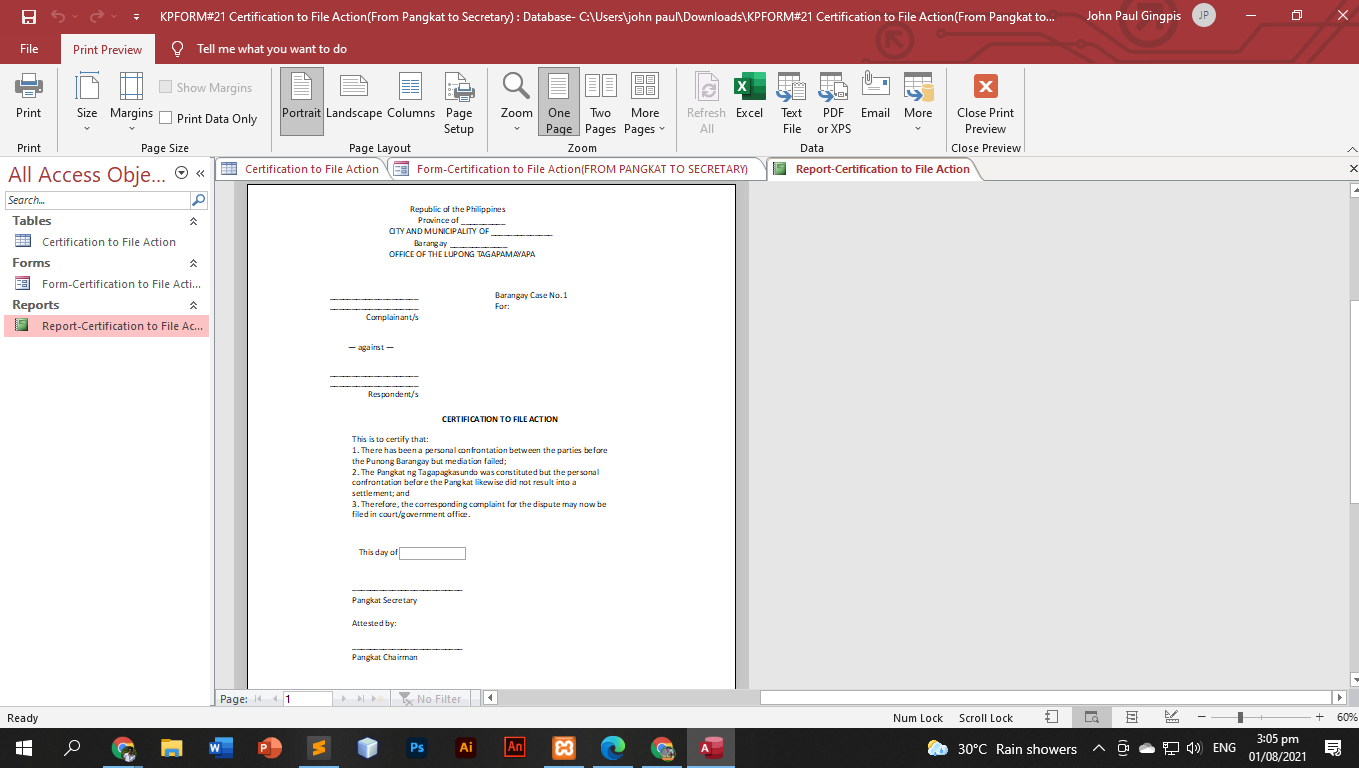 KPFORM#21 Certification to File Action(From Pangkat to Secretary) : Database- C:\Users\john paul\Downloads\KPFORM#21 Certification to File Action(From Pangkat to...
John Paul Gingpis
JP
File
Print Preview
Tell me what you want to do
Print
Size
Margins
Show Margins
Print Data Only
Portrait
Landscape
Columns
Page Setup
Zoom
One Page
Two Pages
More Pages
Refresh All
Excel
Text File
PDF or XPS
Email
More
Close Print Preview
Print
Page Size
Page Layout
Zoom
Data
Close Preview
All Access Obje...
Search...
Tables
Certification to File Action
Forms
Form-Certification to File Acti...
Reports
Report-Certification to File Ac...
Certification to File Action
Form-Certification to File Action(FROM PANGKAT TO SECRETARY)
Report-Certification to File Action
Republic of the Philippines
Province of __________
CITY AND MUNICIPALITY OF ______________
Barangay _____________
OFFICE OF THE LUPONG TAGAPAMAYAPA
____________________
Barangay Case No.1
____________________
For:
Complainant/s
— against —
____________________
____________________
Respondent/s
CERTIFICATION TO FILE ACTION
This is to certify that:
1. There has been a personal confrontation between the parties before
the Punong Barangay but mediation failed;
2. The Pangkat ng Tagapagkasundo was constituted but the personal
confrontation before the Pangkat likewise did not result into a
settlement; and
3. Therefore, the corresponding complaint for the dispute may now be
filed in court/government office.
This day of
_________________________
Pangkat Secretary
Attested by:
_________________________
Pangkat Chairman
Page: 1
No Filter
Ready
Num Lock
Scroll Lock
60%
Ps
Ai
An
30°C Rain showers
ENG
3:05 pm
01/08/2021